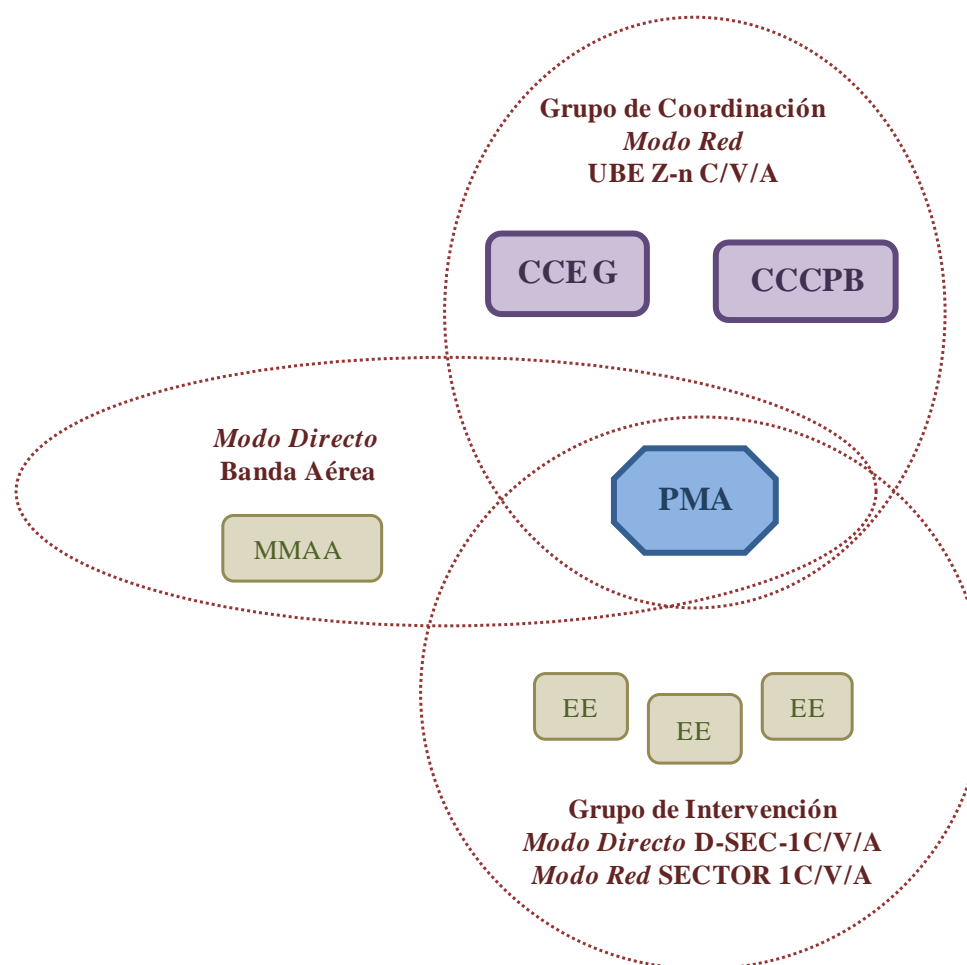 Grupo de Coordinación
Modo Red
UBE Z-n C/V/A
CCE G
CCCPB
Modo Directo
Banda Aérea
MMAA
PMA
EE
EE
EE
Grupo de Intervención
Modo Directo D-SEC-1C/V/A
Modo Red SECTOR 1C/V/A